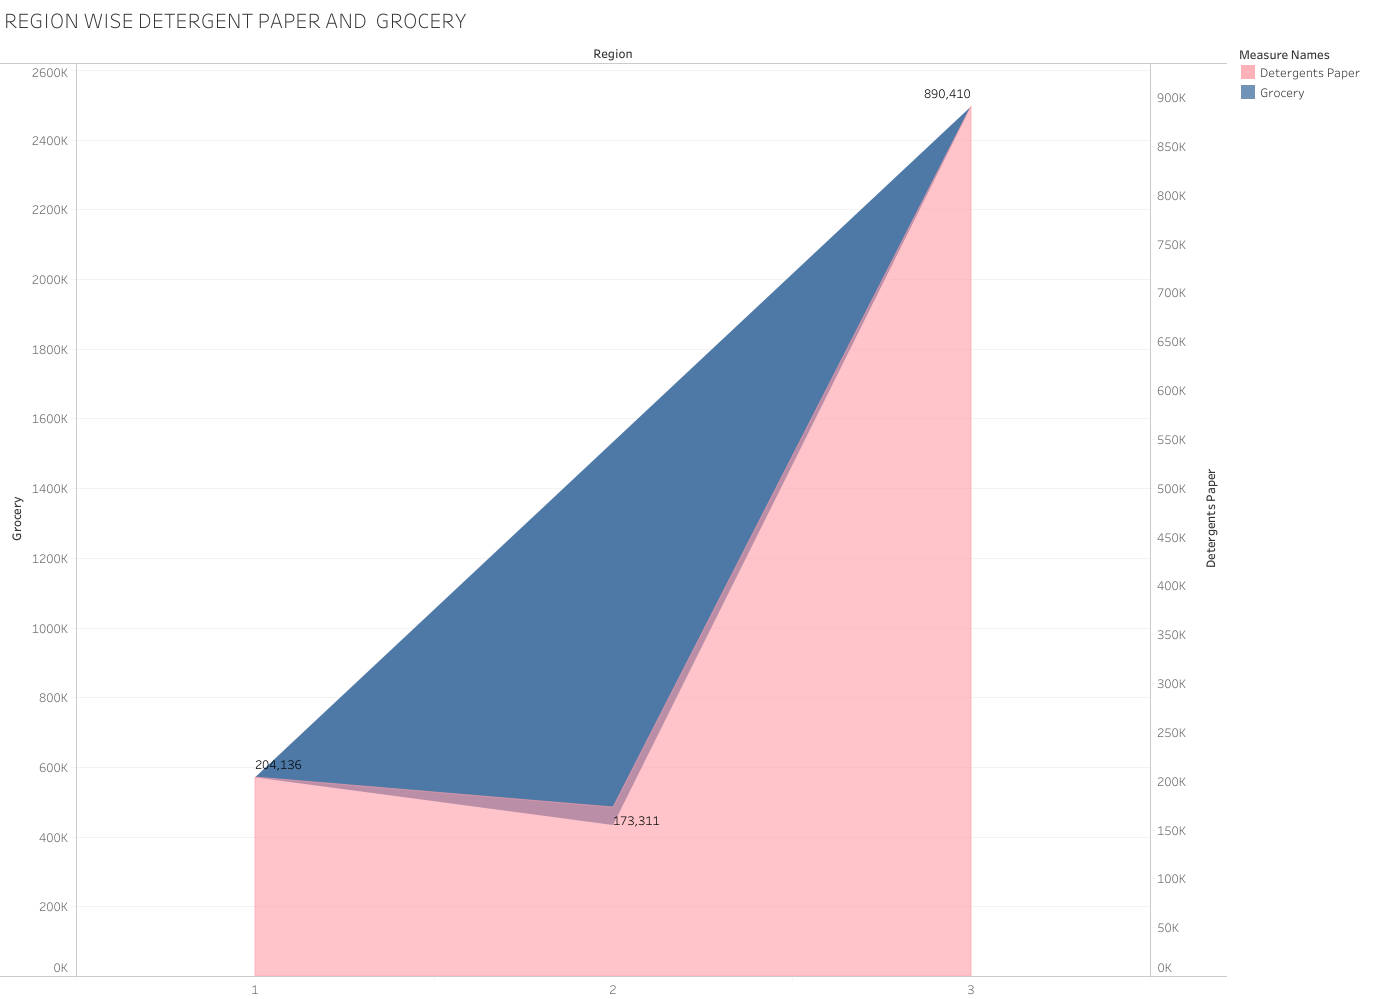 REGION WISE DETERGENT PAPER AND  GROCERY
Region
Measure Names
Detergents Paper
Grocery
2600K
2400K
2200K
2000K
1800K
1600K
1400K
1200K
1000K
800K
600K
400K
200K
0K
Grocery
890,410
204,136
173,311
900K
850K
800K
750K
700K
650K
600K
550K
500K
450K
400K
350K
300K
250K
200K
150K
100K
50K
0K
Detergents Paper
1
2
3